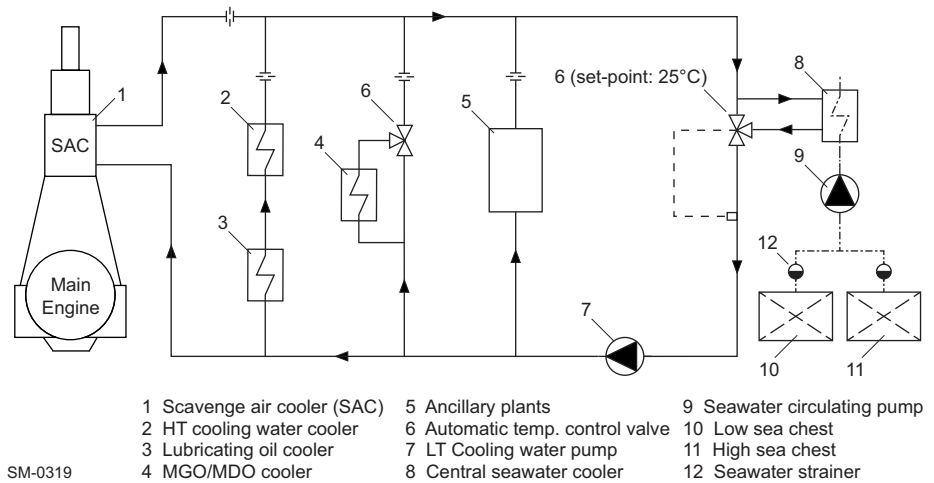 6 (set-point: 25°C)
8
1
SAC
2
6
5
4
9
3
12
Main
Engine
7
10
11
1 Scavenge air cooler (SAC)
2 HT cooling water cooler
3 Lubricating oil cooler
4 MGO/MDO cooler
5 Ancillary plants
6 Automatic temp. control valve
7 LT Cooling water pump
8 Central seawater cooler
9 Seawater circulating pump
10 Low sea chest
11 High sea chest
12 Seawater strainer
SM-0319